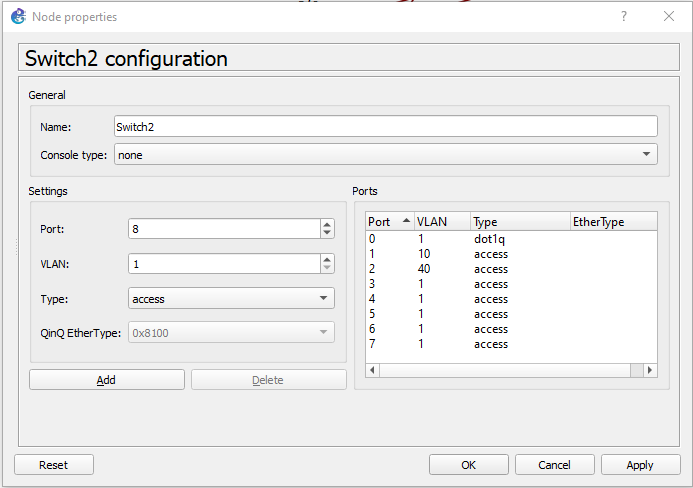 Node properties
Switch2 configuration
General
Name: Switch2
Console type: none
Settings
Port: 8
VLAN: 1
Type: access
QinQ EtherType: 0x8100
Add Delete
Ports
Port VLAN Type EtherType
0 1 dot1q
1 10 access
2 40 access
3 1 access
4 1 access
5 1 access
6 1 access
7 1 access
Reset OK Cancel Apply